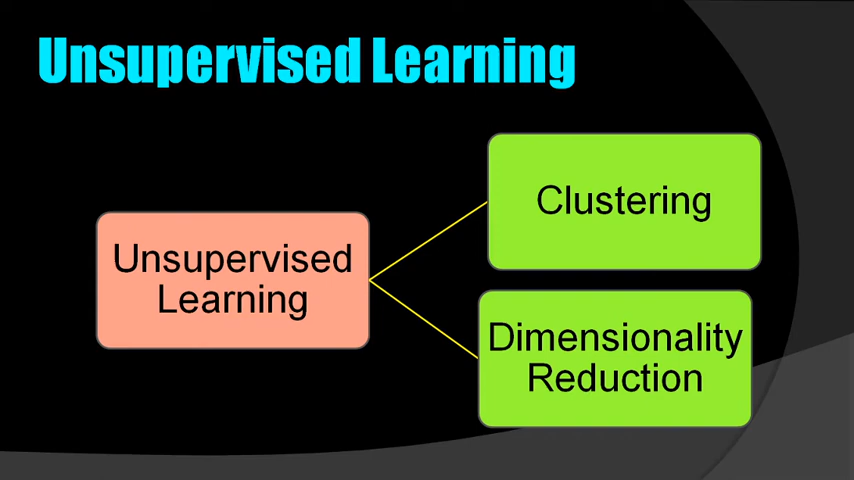 Unsupervised Learning
Unsupervised
Learning
Clustering
Dimensionality
Reduction